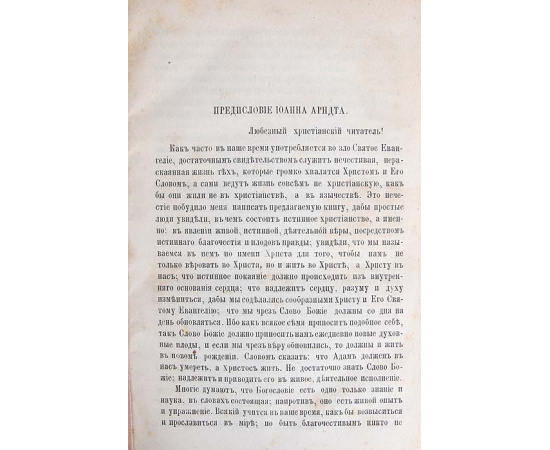 ПРЕДИСЛОВІЕ ІОАННА АРНДТА.
Любезный христіанскій читатель!
Какъ часто въ наше время употребляется во зло Святое Еван-
геліе, достаточнымъ свидѣтельствомъ служитъ нечестивая, нера-
скаянная жизнь тѣхъ, которые громко хвалятся Христомъ и Его
Словомъ, а сами ведутъ жизнь совсѣмъ не христіанскую, какъ
бы они жили не въ христіанствѣ, а въ язычествѣ. Это нече-
стіе побудило меня написать предлагаемую книгу, дабы простые
люди увидѣли, въ чемъ состоитъ истинное христіанство, а имен-
но: въ явленіи живой, истинной, дѣятельной вѣры, посредствомъ
истиннаго благочестія и плодовъ правды; увидѣли, что мы назы-
ваемся въ немъ по имени Христа для того, чтобы намъ не
только вѣровать во Христа, но и жить во Христѣ, а Христу въ
насъ; что истинное покаяніе должно происходить изъ внутрен-
няго основанія сердца; что надлежитъ сердцу, разуму и духу
измѣниться, дабы мы содѣлались сообразными Христу и Его Свя-
тому Евангелію; что мы чрезъ Слово Божіе должны со дня на
день обновляться. Ибо какъ всякое сѣмя приноситъ подобное себѣ,
такъ Слово Божіе должно приносить въ насъ ежедневно новые духов-
ные плоды, и если мы чрезъ вѣру обновились, то должны и жить
въ новомъ рожденіи. Словомъ сказать: что Адамъ долженъ въ
насъ умереть, а Христосъ жить. Не достаточно знать Слово Бо-
жіе; надлежитъ и приводить его въ живое, дѣятельное исполненіе.
Многіе думаютъ, что Богословіе есть одно только знаніе и
наука, въ словахъ состоящая; напротивъ, оно есть живой опытъ
и упражненіе. Всякій учится въ наше время, какъ бы возвыситься
и прославиться въ мірѣ; но быть благочестивымъ никто не